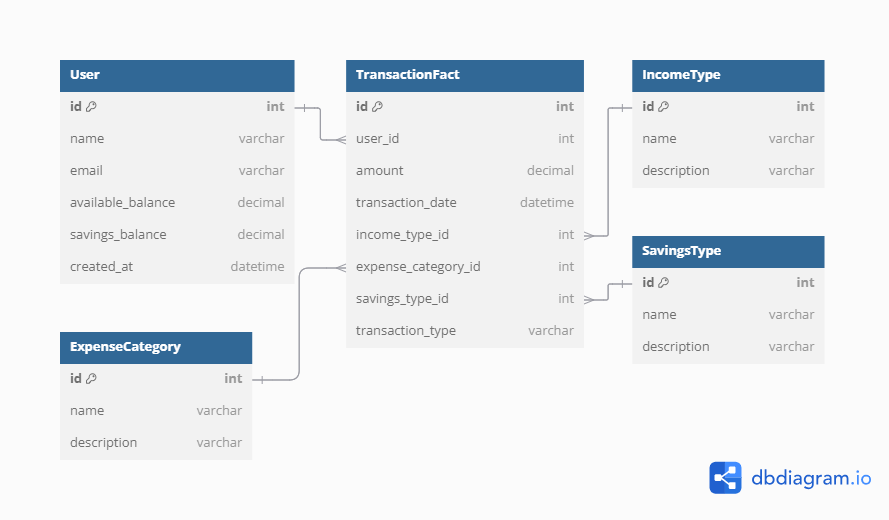 User
id int
name varchar
email varchar
available_balance decimal
savings_balance decimal
created_at datetime
ExpenseCategory
id int
name varchar
description varchar
TransactionFact
id int
user_id int
amount decimal
transaction_date datetime
income_type_id int
expense_category_id int
savings_type_id int
transaction_type varchar
IncomeType
id int
name varchar
description varchar
SavingsType
id int
name varchar
description varchar
dbdiagram.io